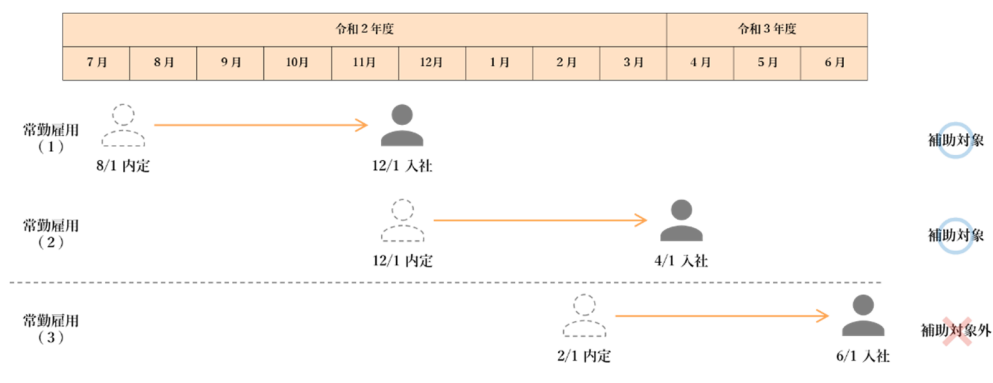 令和２年度 令和３年度
７月 ８月 ９月 10月 11月 12月 １月 ２月 ３月 ４月 ５月 ６月
常勤雇用
（１）
8/1 内定
12/1 入社
補助対象
常勤雇用
（２）
12/1 内定
4/1 入社
補助対象
常勤雇用
（３）
2/1 内定
6/1 入社
補助対象外